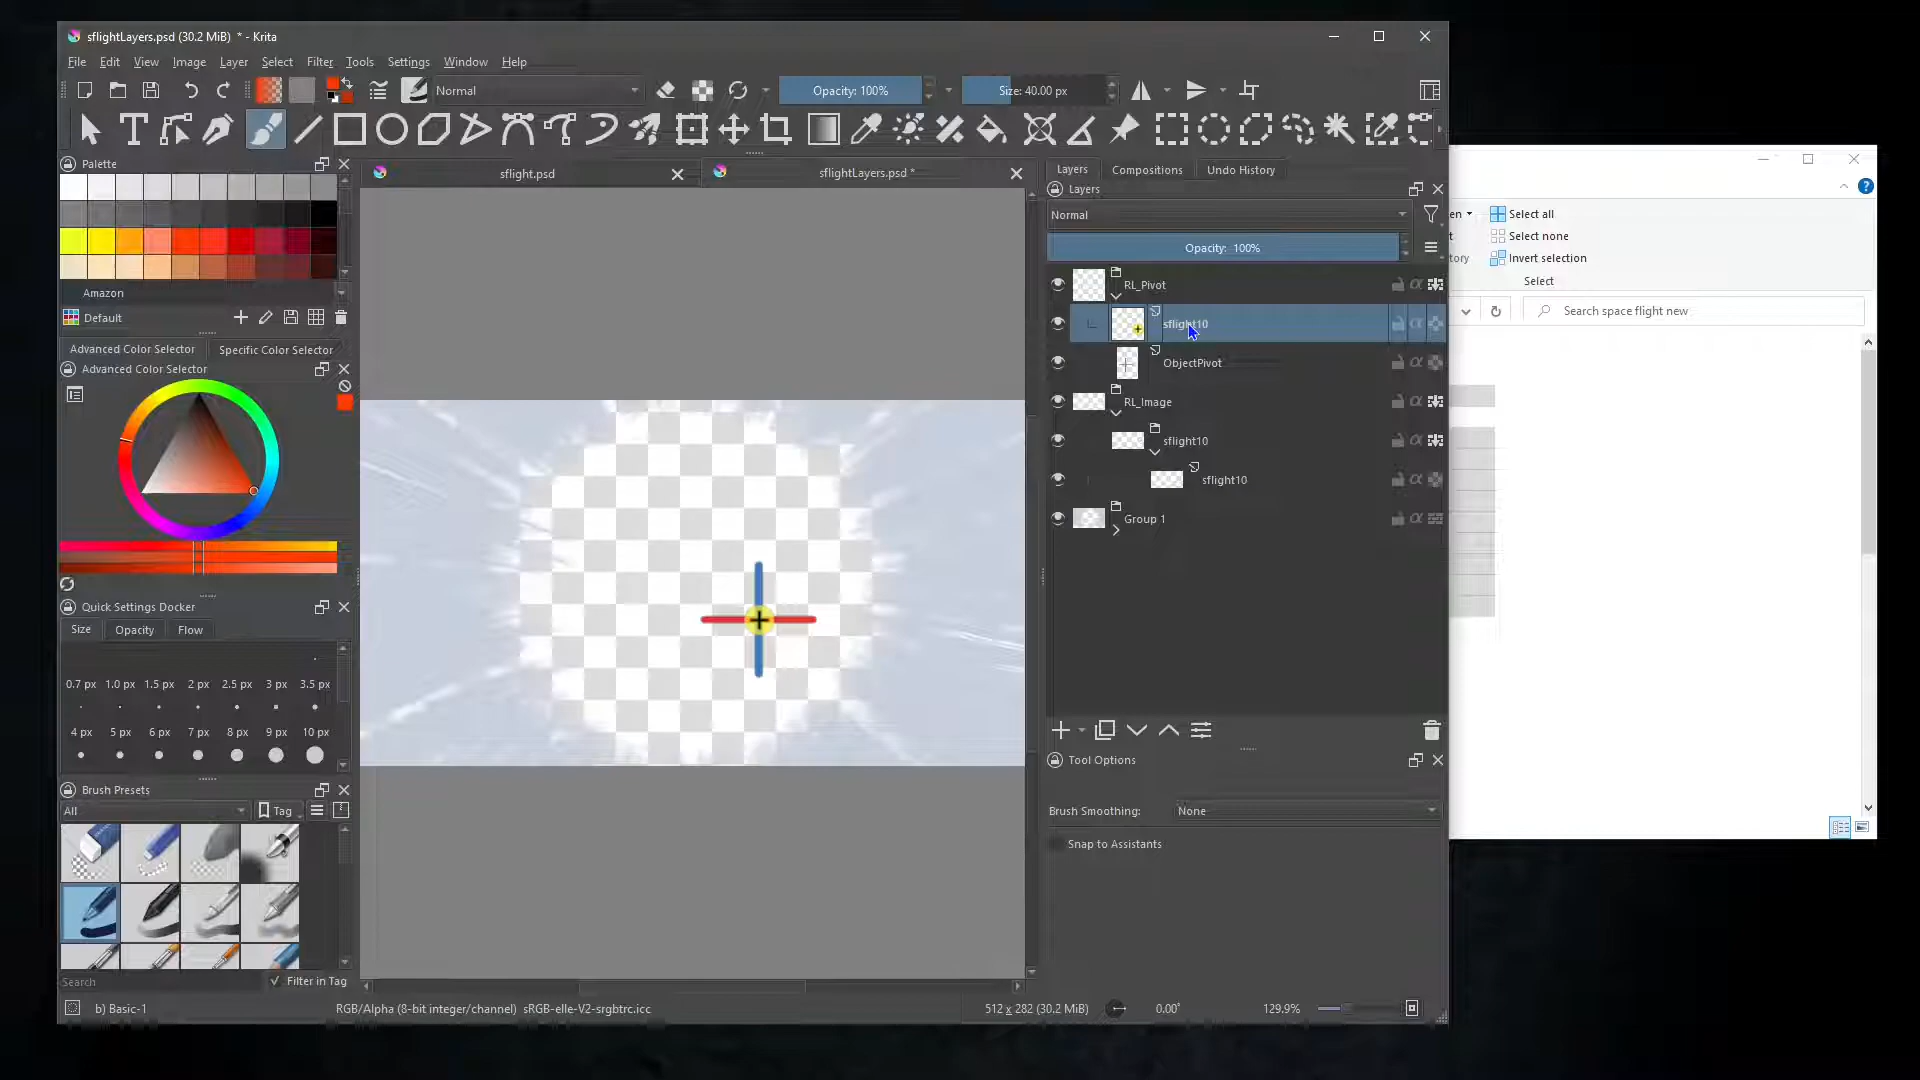 sflightLayers.psd (30.2 MiB) * - Krita
File Edit View Image Layer Select Filter Tools Settings Window Help
Normal
Opacity: 100%
Size: 40.00 px
Palette
sflight.psd
sflightLayers.psd *
Layers Compositions Undo History
Layers
Normal
Opacity: 100%
RL_Pivot
sflight10
ObjectPivot
RL_Image
sflight10
sflight10
Group 1
Amazon
Default
Advanced Color Selector
Specific Color Selector
Advanced Color Selector
Quick Settings Docker
Size Opacity Flow
0.7 px 1.0 px 1.5 px 2 px 2.5 px 3 px 3.5 px
4 px 5 px 6 px 7 px 8 px 9 px 10 px
Brush Presets
All
Tag
Search
Filter in Tag
Tool Options
Brush Smoothing: None
Snap to Assistants
b) Basic-1
RGB/Alpha (8-bit integer/channel) sRGB-elle-V2-srgbtrc.icc
512 x 282 (30.2 MiB)
0.00°
129.9%
en
Select all
t
Select none
tory
Invert selection
Select
Search space flight new